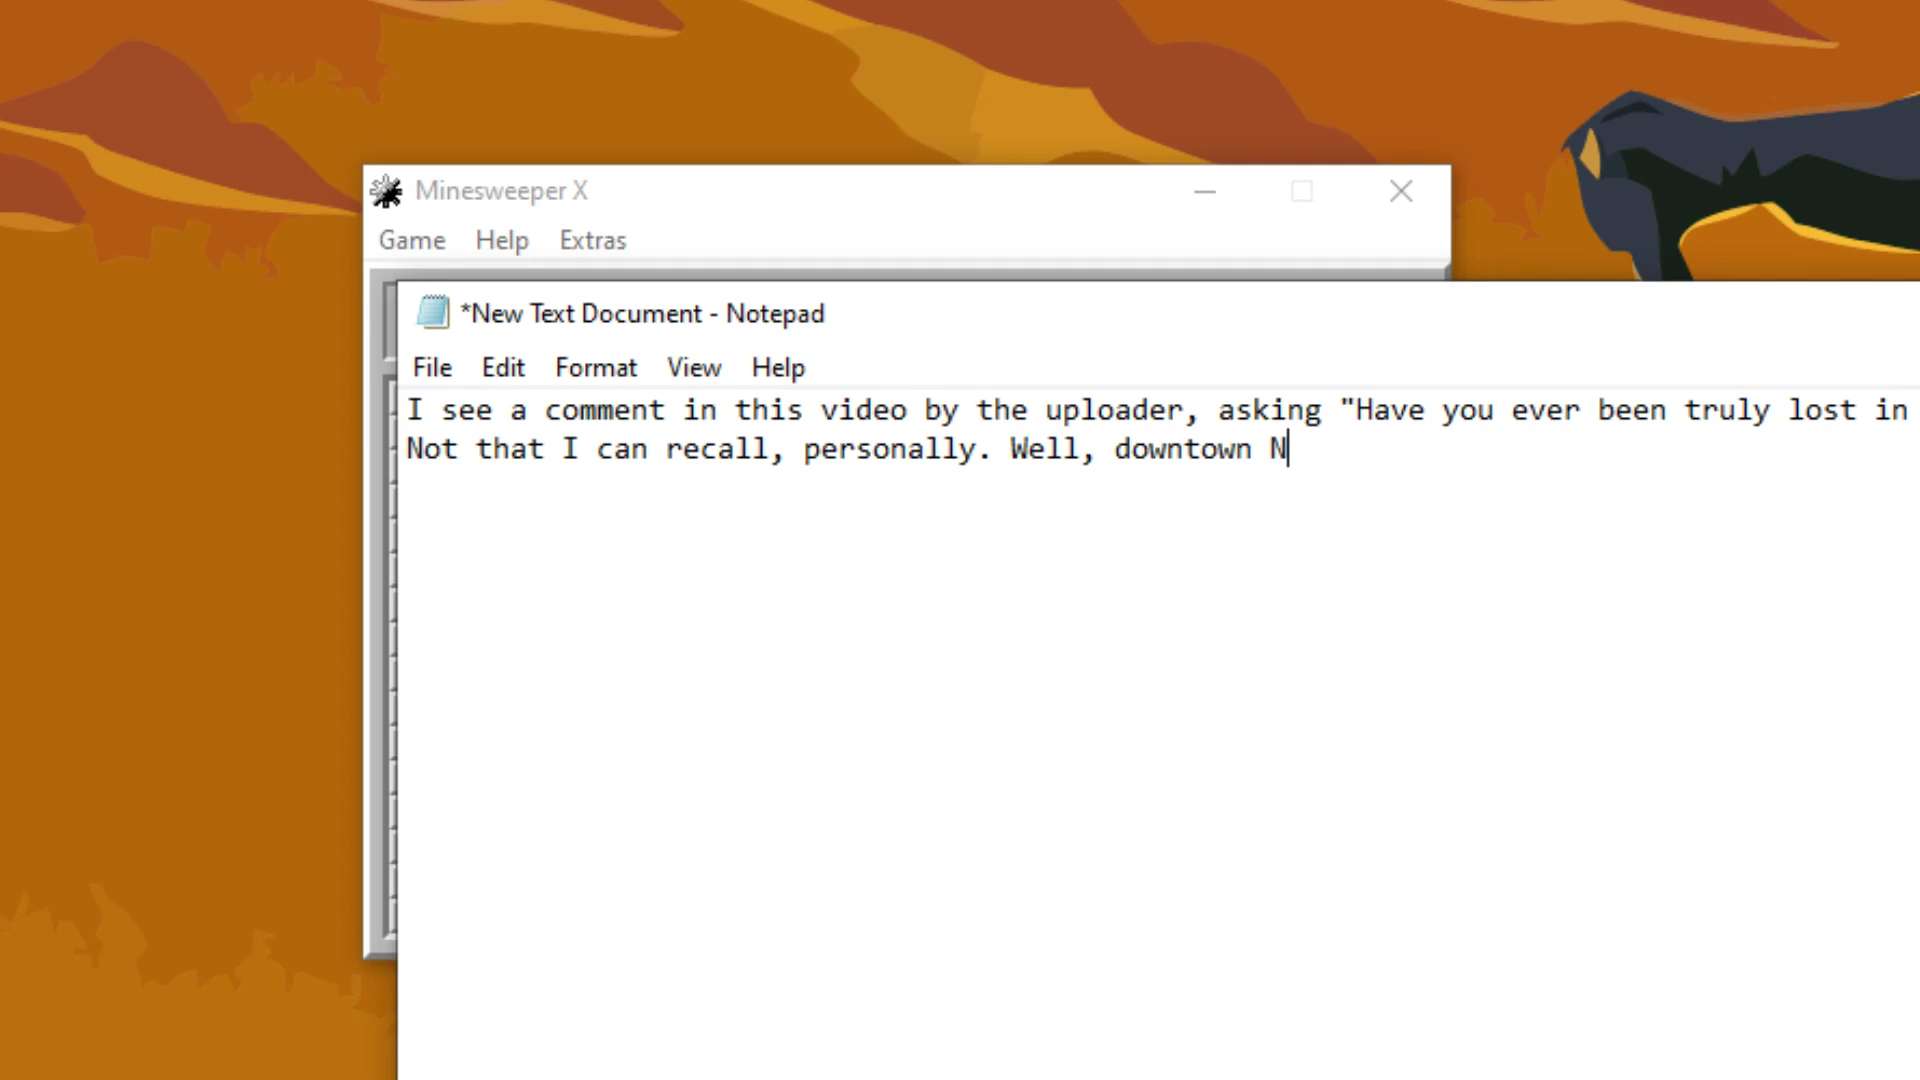 Minesweeper X
Game Help Extras
*New Text Document - Notepad
File Edit Format View Help
I see a comment in this video by the uploader, asking "Have you ever been truly lost in
Not that I can recall, personally. Well, downtown N